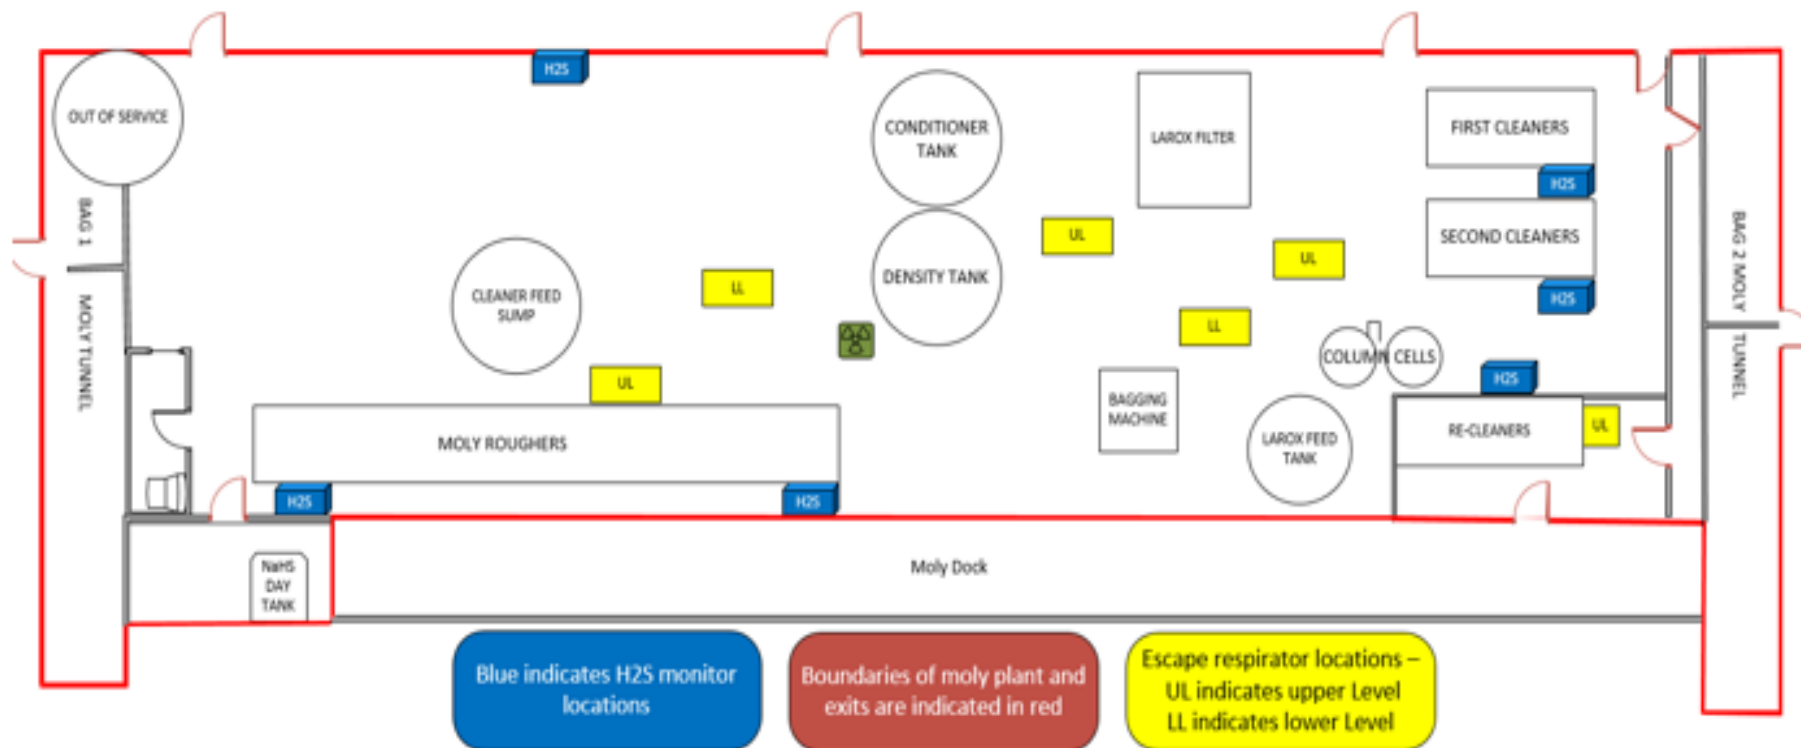 H2S
OUT OF SERVICE
CONDITIONER
TANK
LAROX FILTER
FIRST CLEANERS
H2S
BAG 1
UL
SECOND CLEANERS
BAG 2 MOLY TUNNEL
UL
DENSITY TANK
LL
CLEANER FEED
SUMP
H2S
MOLY TUNNEL
LL
COLUMN CELLS
UL
H2S
BAGGING
MACHINE
MOLY ROUGHERS
LAROX FEED
TANK
RE-CLEANERS
UL
H2S
H2S
NaHS
DAY
TANK
Moly Dock
Blue indicates H2S monitor
locations
Boundaries of moly plant and
exits are indicated in red
Escape respirator locations –
UL indicates upper Level
LL indicates lower Level